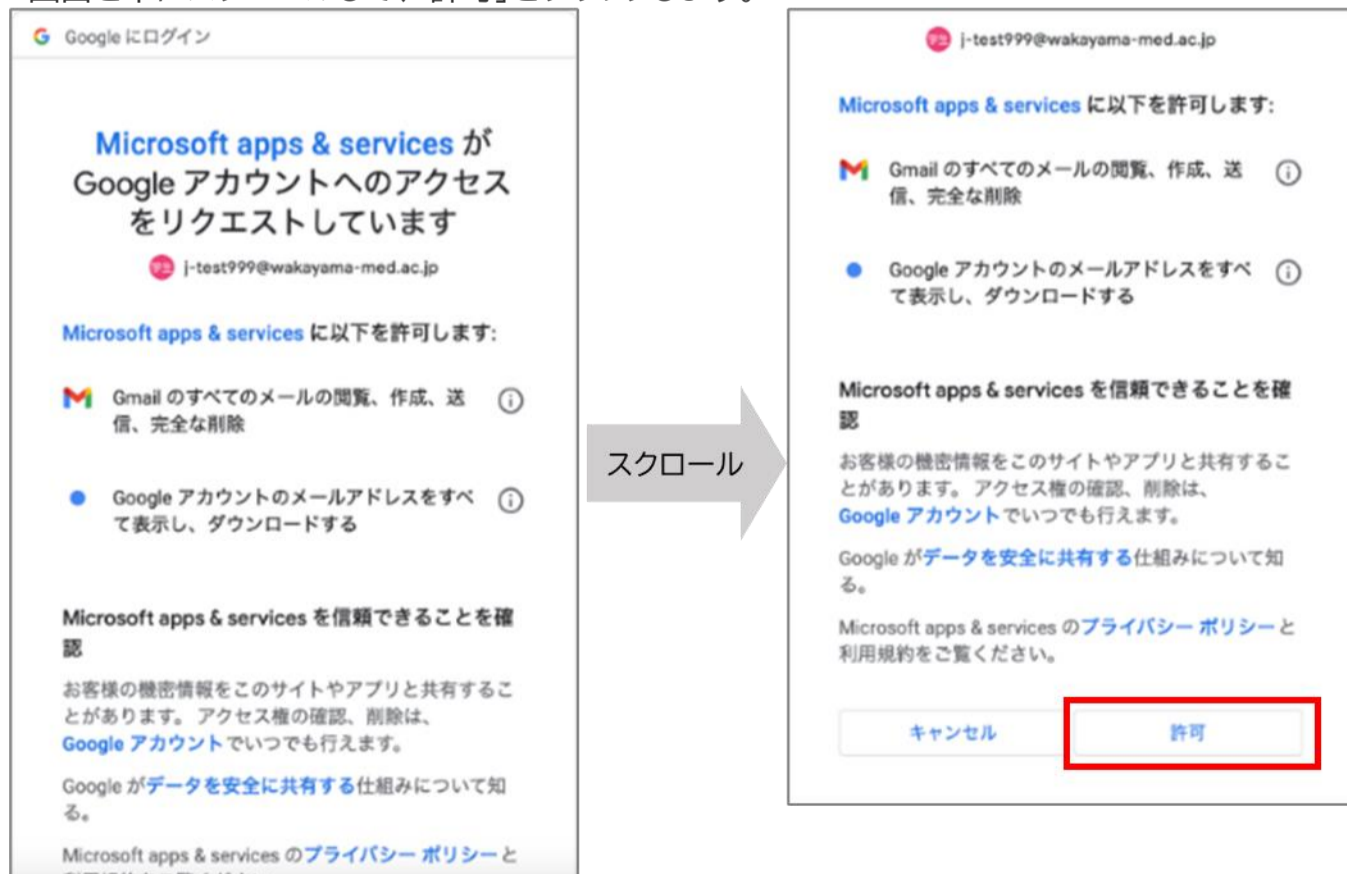 Google にログイン
Microsoft apps & services が
Google アカウントへのアクセス
をリクエストしています
j-test999@wakayama-med.ac.jp
Microsoft apps & services に以下を許可します:
Gmail のすべてのメールの閲覧、作成、送
信、完全な削除
Google アカウントのメールアドレスをすべ
て表示し、ダウンロードする
Microsoft apps & services を信頼できることを確
認
お客様の機密情報をこのサイトやアプリと共有するこ
とがあります。 アクセス権の確認、削除は、
Google アカウントでいつでも行えます。
Google がデータを安全に共有する仕組みについて知
る。
Microsoft apps & services のプライバシー ポリシーと
スクロール
j-test999@wakayama-med.ac.jp
Microsoft apps & services に以下を許可します:
Gmail のすべてのメールの閲覧、作成、送
信、完全な削除
Google アカウントのメールアドレスをすべ
て表示し、ダウンロードする
Microsoft apps & services を信頼できることを確
認
お客様の機密情報をこのサイトやアプリと共有するこ
とがあります。 アクセス権の確認、削除は、
Google アカウントでいつでも行えます。
Google がデータを安全に共有する仕組みについて知
る。
Microsoft apps & services のプライバシー ポリシーと
利用規約をご覧ください。
キャンセル
許可